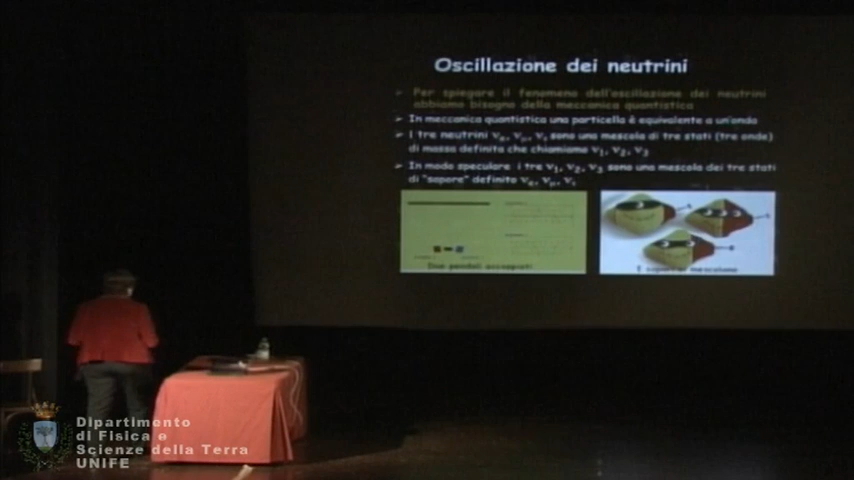 Oscillazione dei neutrini
➢ Per spiegare il fenomeno dell'oscillazione dei neutrini
abbiamo bisogno della meccanica quantistica
➢ In meccanica quantistica una particella è equivalente a un'onda
➢ I tre neutrini νe, νμ, ντ sono una mescola di tre stati (tre onde)
di massa definita che chiamiamo ν1, ν2, ν3
➢ In modo speculare i tre ν1, ν2, ν3 sono una mescola dei tre stati
di "sapore" definito νe, νμ, ντ
Due pendoli accoppiati
I sapori si mescolano
Dipartimento
di Fisica e
Scienze della Terra
UNIFE